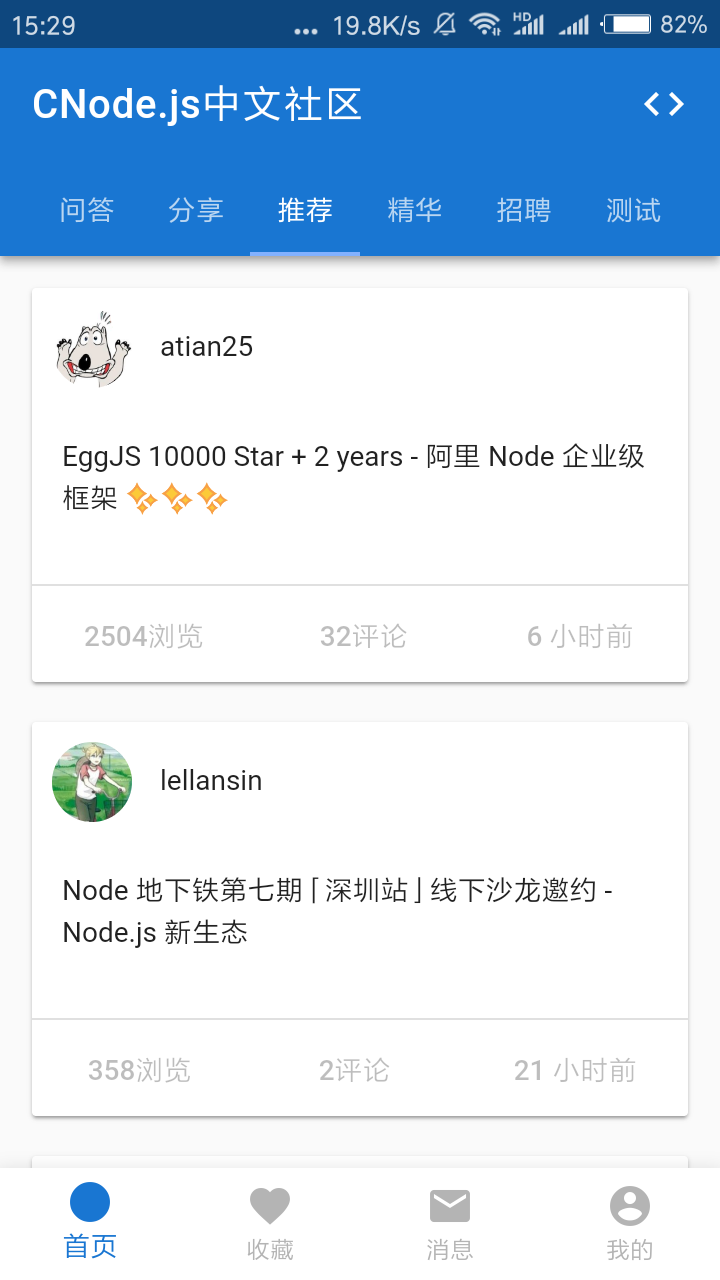 15:29 ... 19.8K/s HD 82%
CNode.js中文社区
问答 分享 推荐 精华 招聘 测试
atian25
EggJS 10000 Star + 2 years - 阿里 Node 企业级
框架 ✨✨✨
2504浏览 32评论 6 小时前
lellansin
Node 地下铁第七期「深圳站」线下沙龙邀约 -
Node.js 新生态
358浏览 2评论 21 小时前
首页 收藏 消息 我的